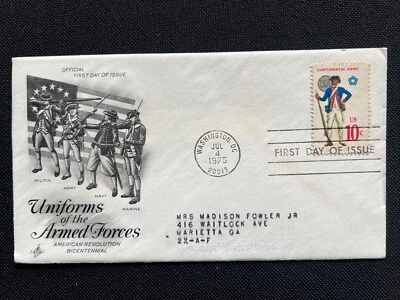 OFFICIAL
FIRST DAY OF ISSUE
MILITIA
ARMY
NAVY
MARINE
Uniforms
of the
Armed Forces
AMERICAN REVOLUTION
BICENTENNIAL
WASHINGTON, DC
JUL
4
1975
20013
CONTINENTAL ARMY
US
10c
FIRST DAY OF ISSUE
MRS MADISON FOWLER JR
416 WAITLOCK AVE
MARIETTA GA